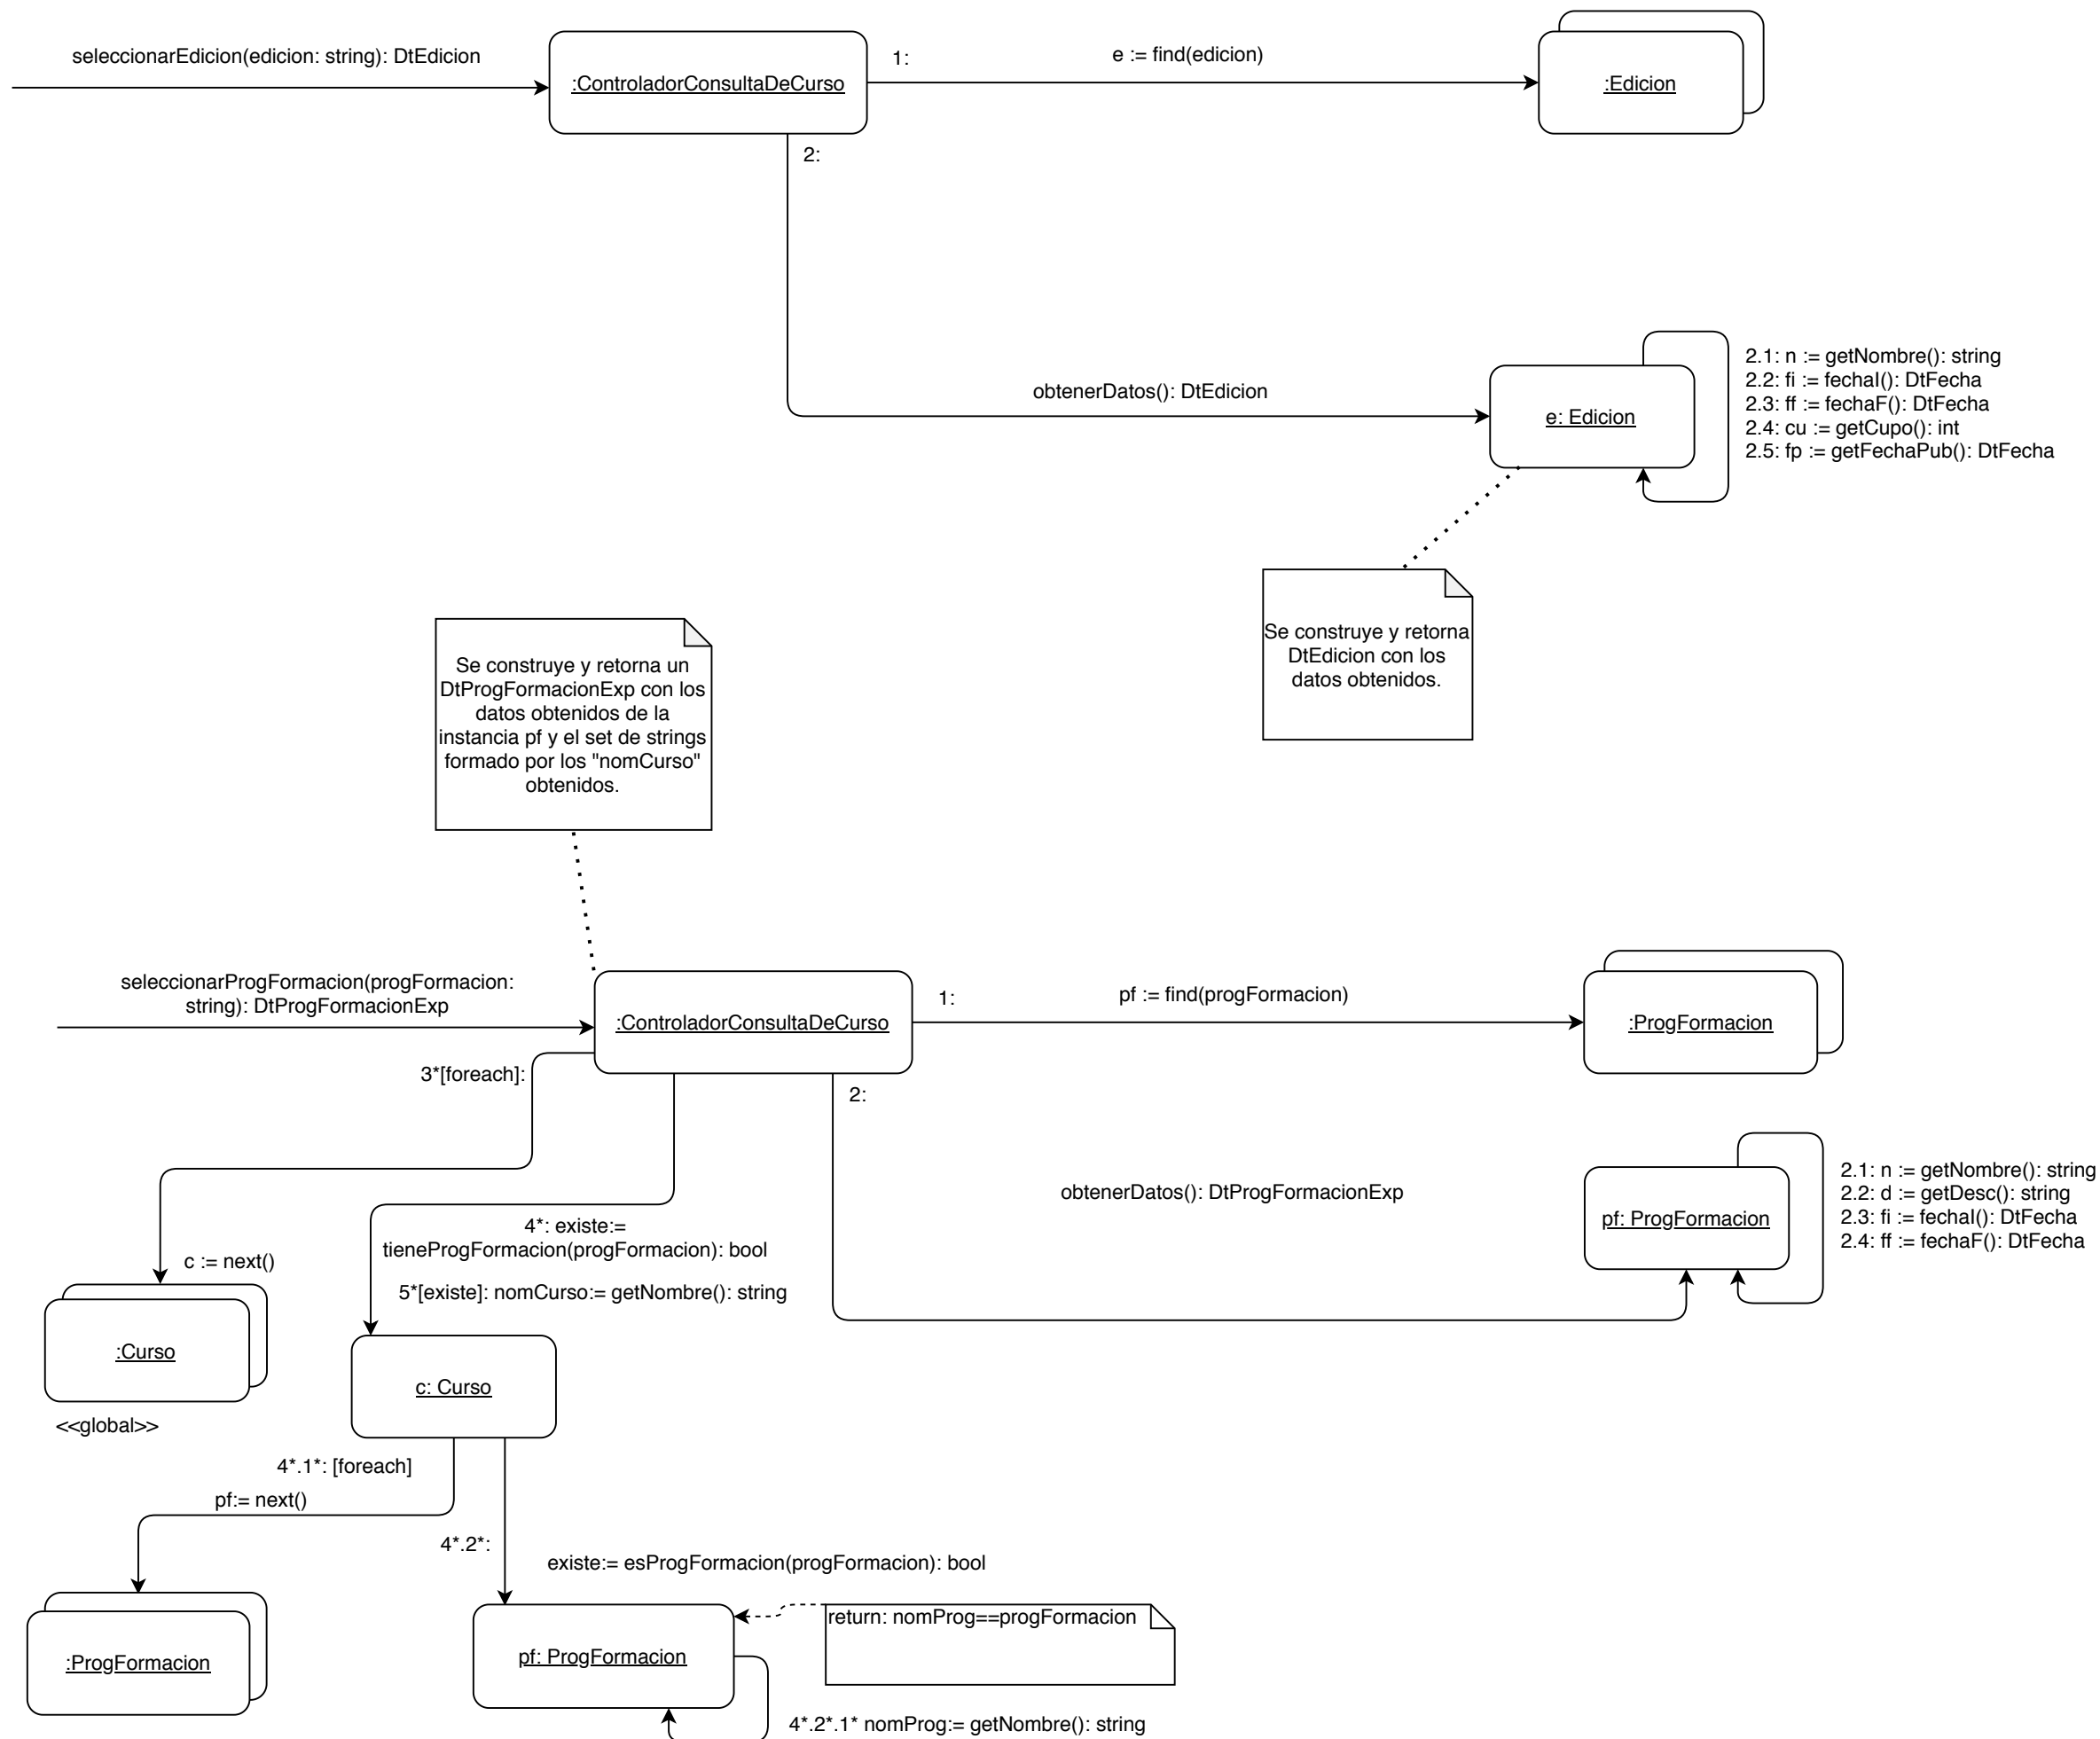 seleccionarEdicion(edicion: string): DtEdicion
:ControladorConsultaDeCurso
1:
e := find(edicion)
:Edicion
2:
obtenerDatos(): DtEdicion
e: Edicion
2.1: n := getNombre(): string
2.2: fi := fechaI(): DtFecha
2.3: ff := fechaF(): DtFecha
2.4: cu := getCupo(): int
2.5: fp := getFechaPub(): DtFecha
Se construye y retorna
DtEdicion con los
datos obtenidos.
Se construye y retorna un
DtProgFormacionExp con los
datos obtenidos de la
instancia pf y el set de strings
formado por los "nomCurso"
obtenidos.
seleccionarProgFormacion(progFormacion:
string): DtProgFormacionExp
:ControladorConsultaDeCurso
1:
pf := find(progFormacion)
:ProgFormacion
3*[foreach]:
2:
obtenerDatos(): DtProgFormacionExp
pf: ProgFormacion
2.1: n := getNombre(): string
2.2: d := getDesc(): string
2.3: fi := fechaI(): DtFecha
2.4: ff := fechaF(): DtFecha
4*: existe:=
tieneProgFormacion(progFormacion): bool
5*[existe]: nomCurso:= getNombre(): string
c := next()
:Curso
<<global>>
c: Curso
4*.1*: [foreach]
pf:= next()
4*.2*:
existe:= esProgFormacion(progFormacion): bool
:ProgFormacion
pf: ProgFormacion
return: nomProg==progFormacion
4*.2*.1* nomProg:= getNombre(): string